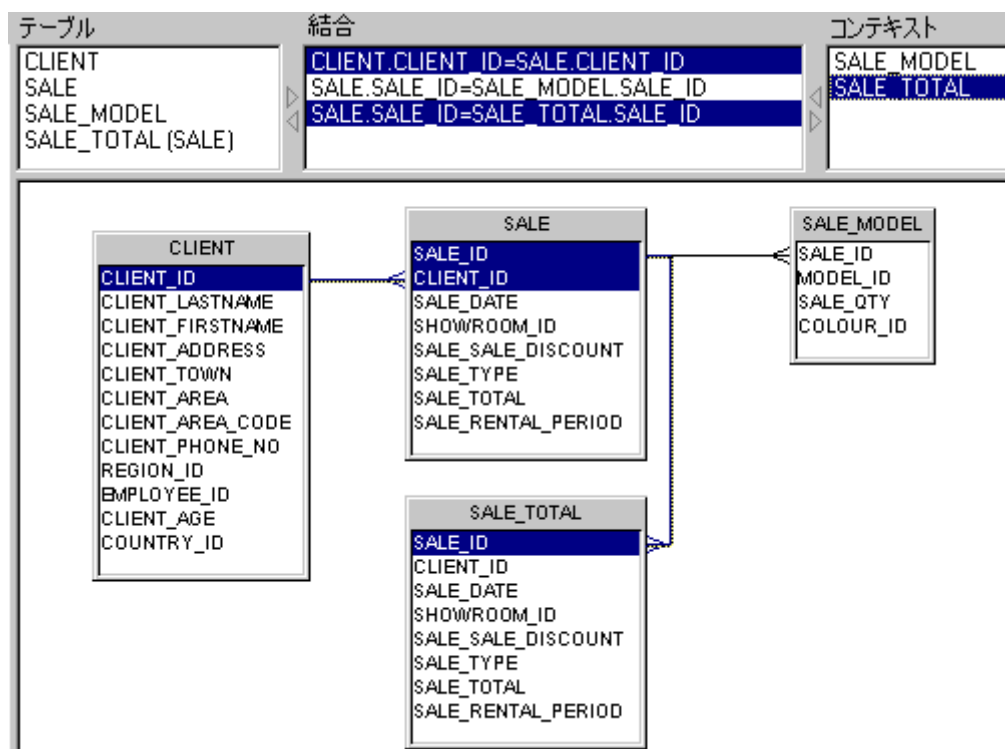 テーブル
CLIENT
SALE
SALE_MODEL
SALE_TOTAL (SALE)
結合
CLIENT.CLIENT_ID=SALE.CLIENT_ID
SALE.SALE_ID=SALE_MODEL.SALE_ID
SALE.SALE_ID=SALE_TOTAL.SALE_ID
コンテキスト
SALE_MODEL
SALE_TOTAL
CLIENT
CLIENT_ID
CLIENT_LASTNAME
CLIENT_FIRSTNAME
CLIENT_ADDRESS
CLIENT_TOWN
CLIENT_AREA
CLIENT_AREA_CODE
CLIENT_PHONE_NO
REGION_ID
EMPLOYEE_ID
CLIENT_AGE
COUNTRY_ID
SALE
SALE_ID
CLIENT_ID
SALE_DATE
SHOWROOM_ID
SALE_SALE_DISCOUNT
SALE_TYPE
SALE_TOTAL
SALE_RENTAL_PERIOD
SALE_MODEL
SALE_ID
MODEL_ID
SALE_QTY
COLOUR_ID
SALE_TOTAL
SALE_ID
CLIENT_ID
SALE_DATE
SHOWROOM_ID
SALE_SALE_DISCOUNT
SALE_TYPE
SALE_TOTAL
SALE_RENTAL_PERIOD